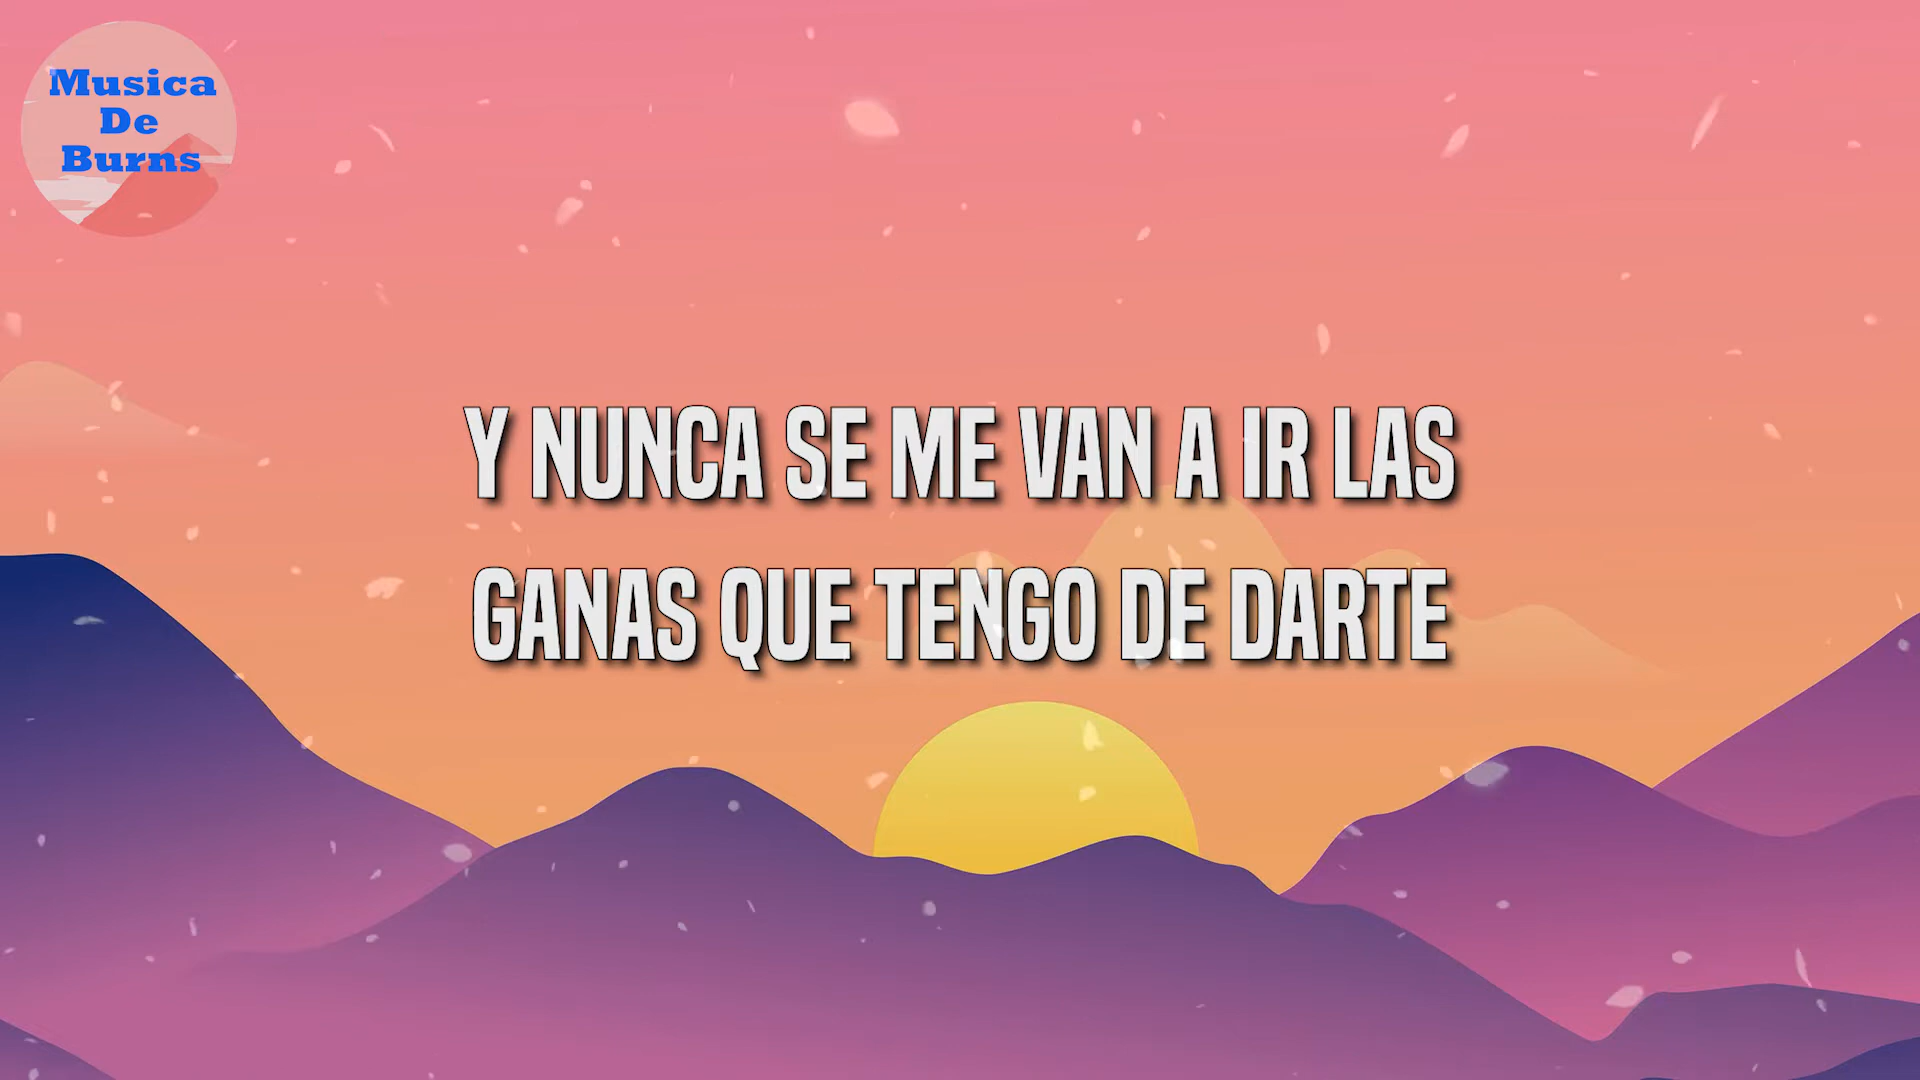 Musica
De
Burns
Y NUNCA SE ME VAN A IR LAS
GANAS QUE TENGO DE DARTE